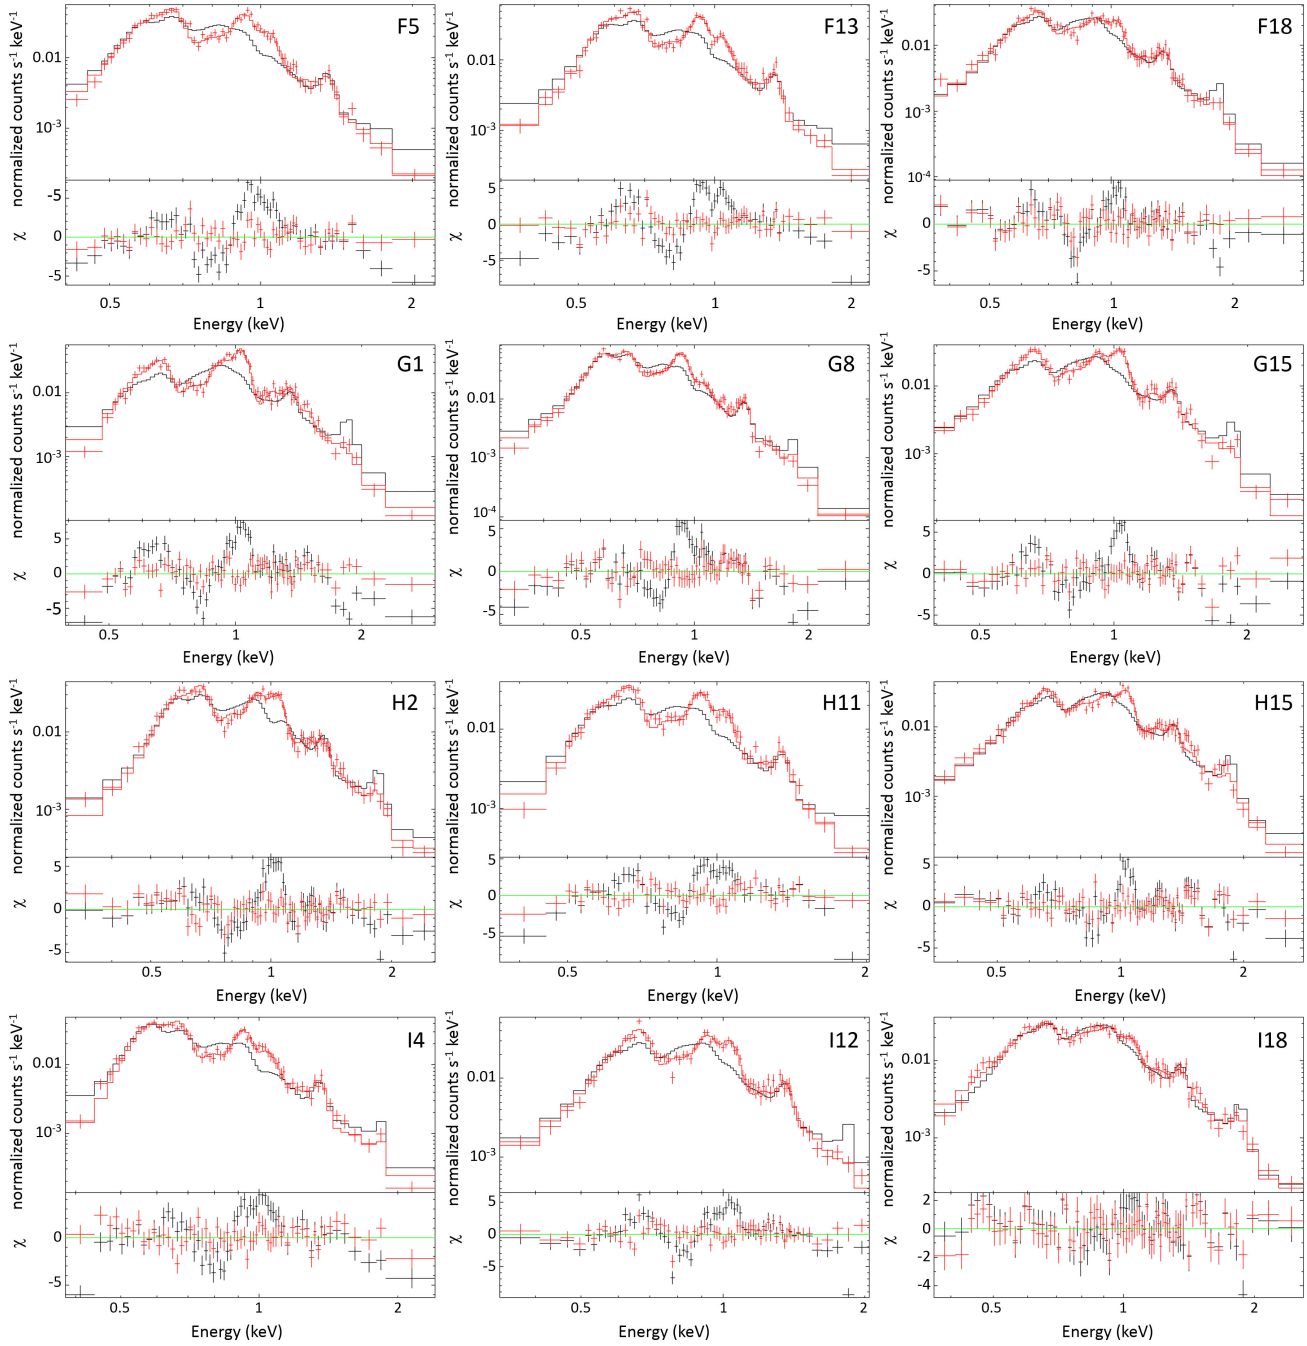 F5
normalized counts s⁻¹ keV⁻¹
0.01
10⁻³
-5
0
-5
χ
0.5
1
2
Energy (keV)
F13
normalized counts s⁻¹ keV⁻¹
0.01
10⁻³
5
0
-5
χ
0.5
1
2
Energy (keV)
F18
normalized counts s⁻¹ keV⁻¹
0.01
10⁻³
10⁻⁴
0
-5
χ
0.5
1
2
Energy (keV)
G1
normalized counts s⁻¹ keV⁻¹
0.01
10⁻³
5
0
-5
χ
0.5
1
2
Energy (keV)
G8
normalized counts s⁻¹ keV⁻¹
0.01
10⁻³
10⁻⁴
5
0
-5
χ
0.5
1
2
Energy (keV)
G15
normalized counts s⁻¹ keV⁻¹
0.01
10⁻³
5
0
-5
χ
0.5
1
2
Energy (keV)
H2
normalized counts s⁻¹ keV⁻¹
0.01
10⁻³
5
0
-5
χ
0.5
1
2
Energy (keV)
H11
normalized counts s⁻¹ keV⁻¹
0.01
10⁻³
5
0
-5
χ
0.5
1
2
Energy (keV)
H15
normalized counts s⁻¹ keV⁻¹
0.01
10⁻³
5
0
-5
χ
0.5
1
2
Energy (keV)
I4
normalized counts s⁻¹ keV⁻¹
0.01
10⁻³
0
-5
χ
0.5
1
2
Energy (keV)
I12
normalized counts s⁻¹ keV⁻¹
0.01
10⁻³
5
0
-5
χ
0.5
1
2
Energy (keV)
I18
normalized counts s⁻¹ keV⁻¹
0.01
10⁻³
2
0
-2
-4
χ
0.5
1
2
Energy (keV)